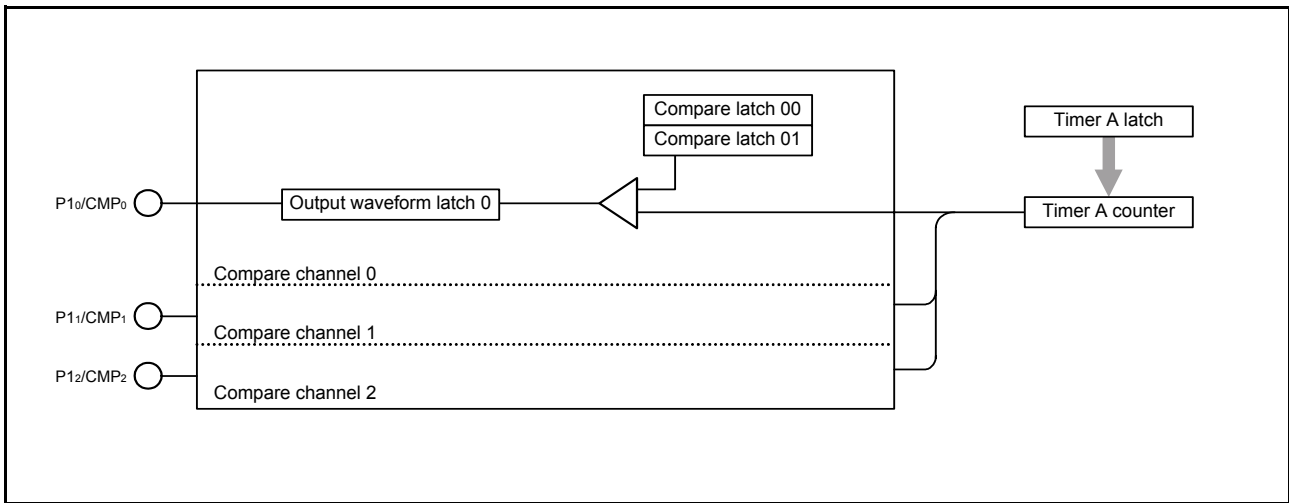 Compare latch 00
Compare latch 01
Timer A latch
P1₀/CMP₀
Output waveform latch 0
Timer A counter
Compare channel 0
P1₁/CMP₁
Compare channel 1
P1₂/CMP₂
Compare channel 2